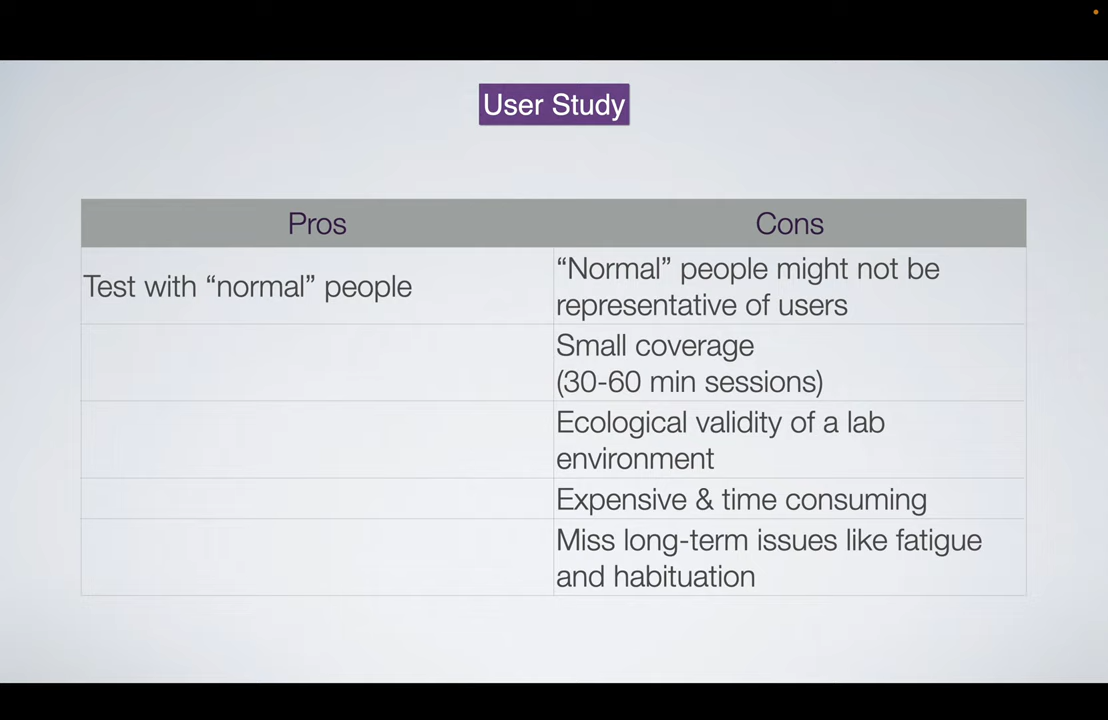 User Study
Pros
Cons
Test with “normal” people
“Normal” people might not be
representative of users
Small coverage
(30-60 min sessions)
Ecological validity of a lab
environment
Expensive & time consuming
Miss long-term issues like fatigue
and habituation